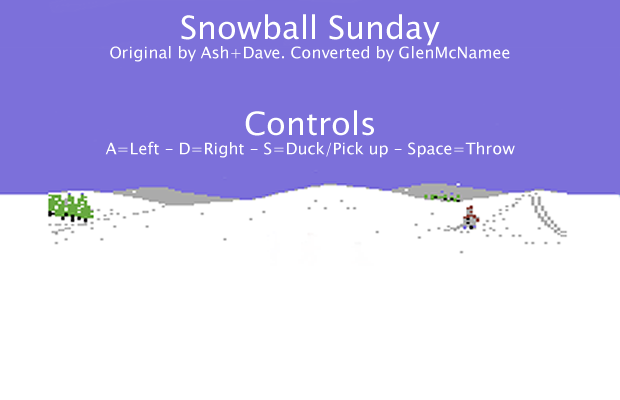 Snowball Sunday
Original by Ash+Dave. Converted by GlenMcNamee
Controls
A=Left - D=Right - S=Duck/Pick up - Space=Throw